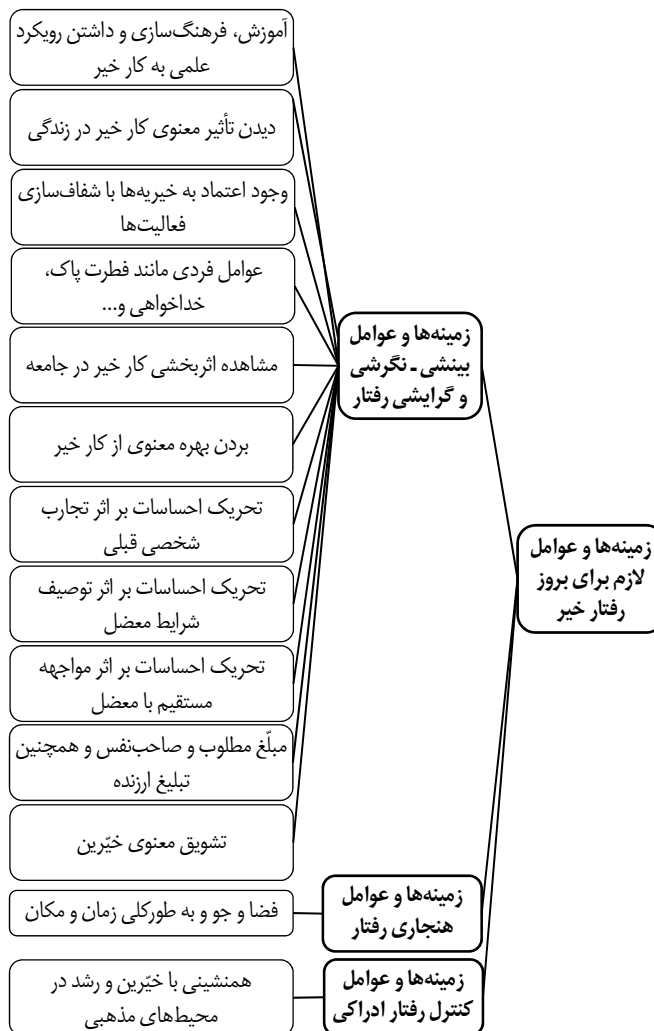 زمینه‌ها و عوامل
لازم برای بروز
رفتار خیر
زمینه‌ها و عوامل
بینشی ـ نگرشی
و گرایشی رفتار
آموزش، فرهنگ‌سازی و داشتن رویکرد
علمی به کار خیر
دیدن تأثیر معنوی کار خیر در زندگی
وجود اعتماد به خیریه‌ها با شفاف‌سازی
فعالیت‌ها
عوامل فردی مانند فطرت پاک،
خداخواهی و...
مشاهده اثربخشی کار خیر در جامعه
بردن بهره معنوی از کار خیر
تحریک احساسات بر اثر تجارب
شخصی قبلی
تحریک احساسات بر اثر توصیف
شرایط معضل
تحریک احساسات بر اثر مواجهه
مستقیم با معضل
مبلّغ مطلوب و صاحب‌نفس و همچنین
تبلیغ ارزنده
تشویق معنوی خیّرین
زمینه‌ها و عوامل
هنجاری رفتار
فضا و جو و به طورکلی زمان و مکان
زمینه‌ها و عوامل
کنترل رفتار ادراکی
همنشینی با خیّرین و رشد در
محیط‌های مذهبی